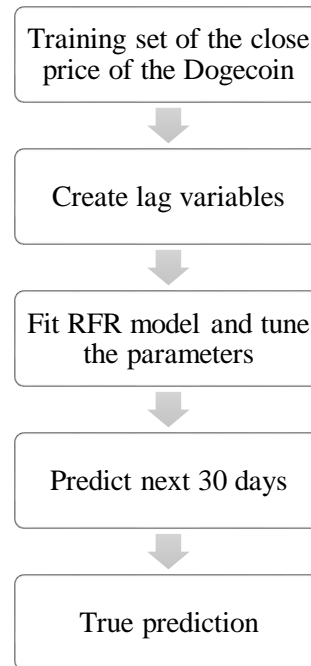 Training set of the close
price of the Dogecoin
Create lag variables
Fit RFR model and tune
the parameters
Predict next 30 days
True prediction